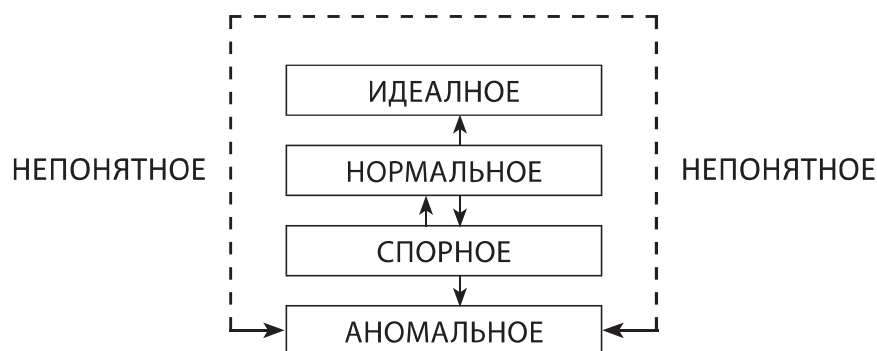 ИДЕАЛНОЕ
НЕПОНЯТНОЕ
НОРМАЛЬНОЕ
НЕПОНЯТНОЕ
СПОРНОЕ
АНОМАЛЬНОЕ